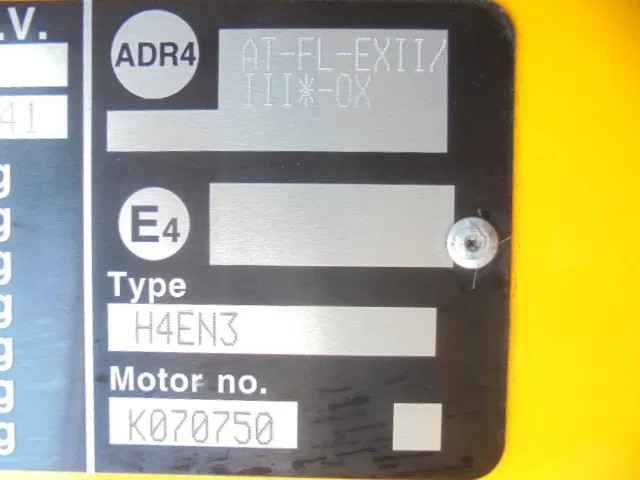 .V.
41
g
g
g
g
g
g
g
ADR4
AT-FL-EXII/
III*-OX
E4
Type
H4EN3
Motor no.
K070750